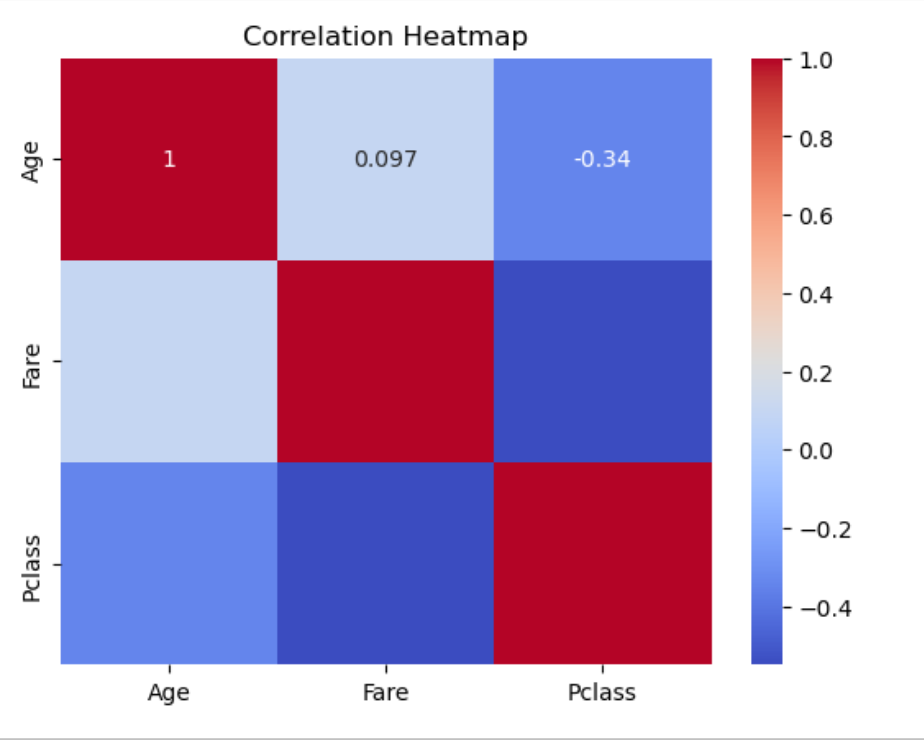 Correlation Heatmap
Age
1
0.097
-0.34
Fare
Pclass
Age
Fare
Pclass
1.0
0.8
0.6
0.4
0.2
0.0
−0.2
−0.4